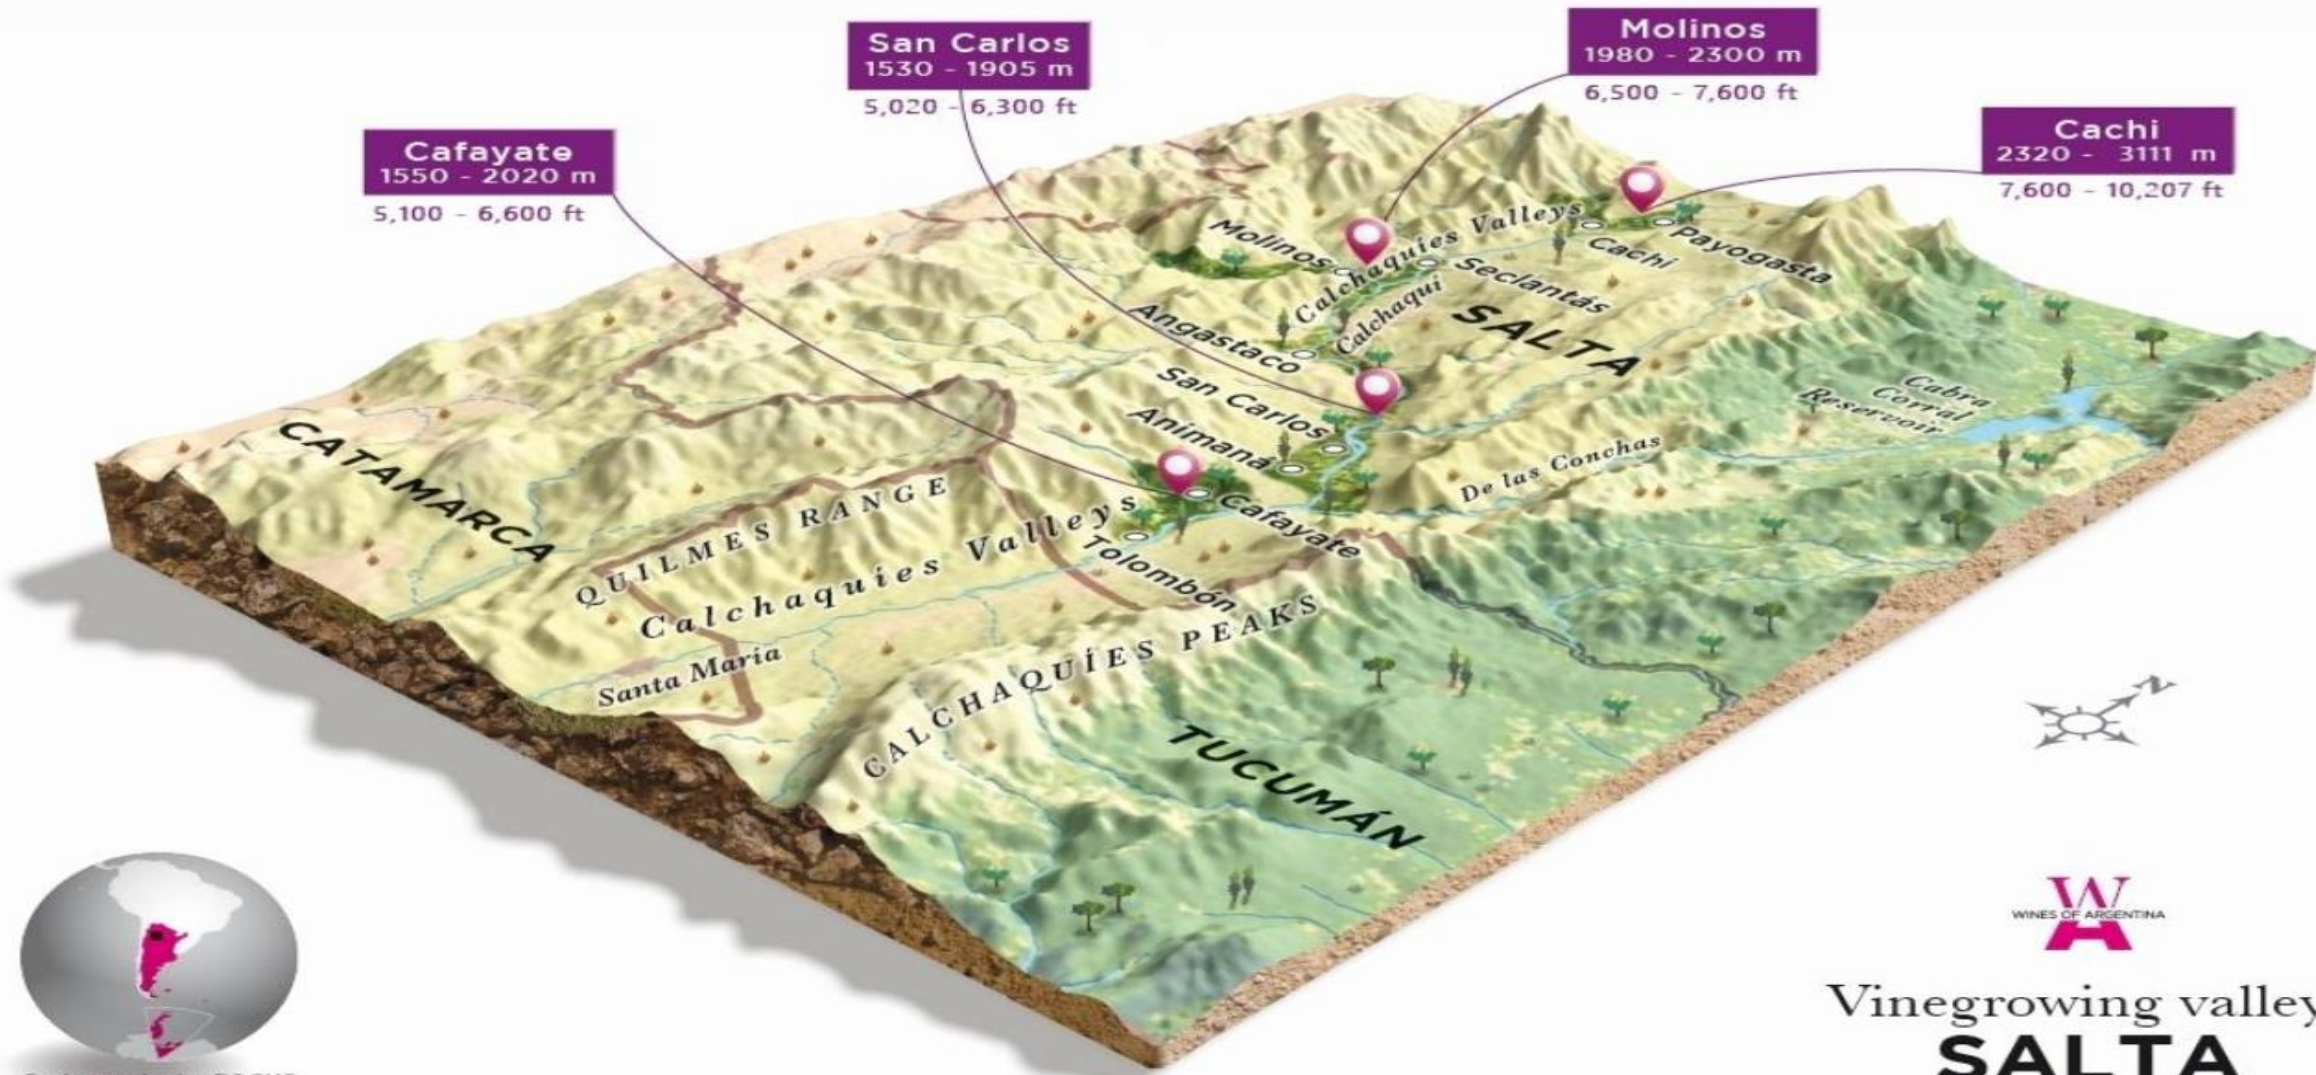 San Carlos
1530 - 1905 m
5,020 - 6,300 ft
Molinos
1980 - 2300 m
6,500 - 7,600 ft
Cafayate
1550 - 2020 m
5,100 - 6,600 ft
Cachi
2320 - 3111 m
7,600 - 10,207 ft
Molinos
Calchaquíes Valleys
Cachi
Payogasta
Seclantás
Calchaquí
Angastaco
SALTA
San Carlos
Animaná
Cabra
Corral
Reservoir
De las Conchas
CATAMARCA
QUILMES RANGE
Calchaquíes Valleys
Cafayate
Tolombón
Santa María
CALCHAQUÍES PEAKS
TUCUMÁN
N
WINES OF ARGENTINA
Vinegrowing valley
SALTA